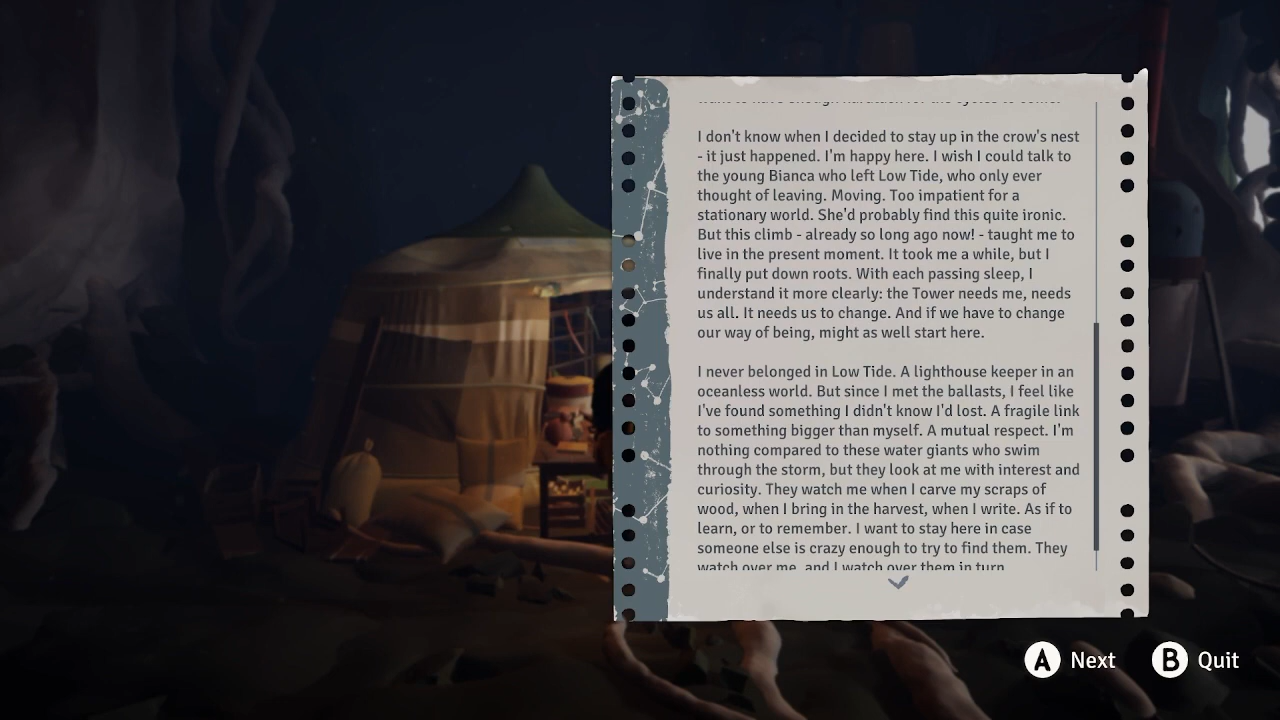 I don't know when I decided to stay up in the crow's nest
- it just happened. I'm happy here. I wish I could talk to
the young Bianca who left Low Tide, who only ever
thought of leaving. Moving. Too impatient for a
stationary world. She'd probably find this quite ironic.
But this climb - already so long ago now! - taught me to
live in the present moment. It took me a while, but I
finally put down roots. With each passing sleep, I
understand it more clearly: the Tower needs me, needs
us all. It needs us to change. And if we have to change
our way of being, might as well start here.
I never belonged in Low Tide. A lighthouse keeper in an
oceanless world. But since I met the ballasts, I feel like
I've found something I didn't know I'd lost. A fragile link
to something bigger than myself. A mutual respect. I'm
nothing compared to these water giants who swim
through the storm, but they look at me with interest and
curiosity. They watch me when I carve my scraps of
wood, when I bring in the harvest, when I write. As if to
learn, or to remember. I want to stay here in case
someone else is crazy enough to try to find them. They
watch over me, and I watch over them in turn
A Next B Quit